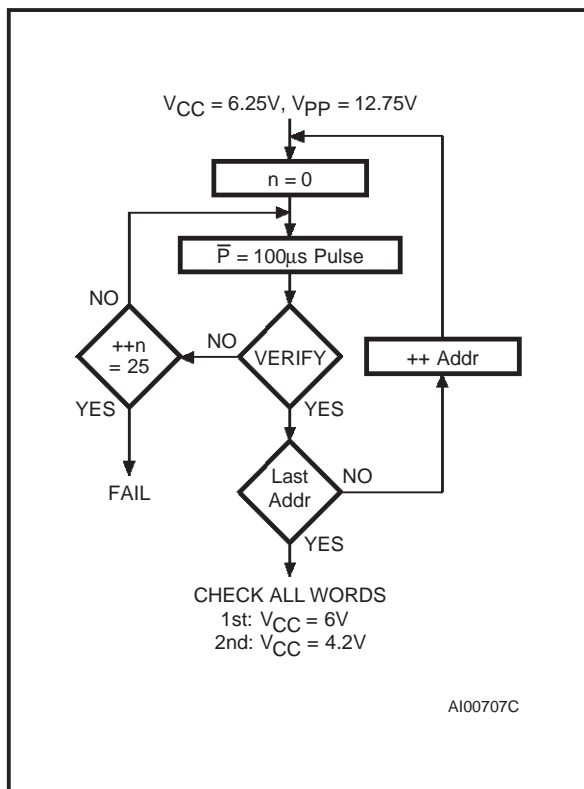 VCC = 6.25V, VPP = 12.75V
n = 0
P̅ = 100µs Pulse
NO
++n
= 25
NO
VERIFY
++ Addr
YES
YES
FAIL
Last
Addr
NO
YES
CHECK ALL WORDS
1st: VCC = 6V
2nd: VCC = 4.2V
AI00707C